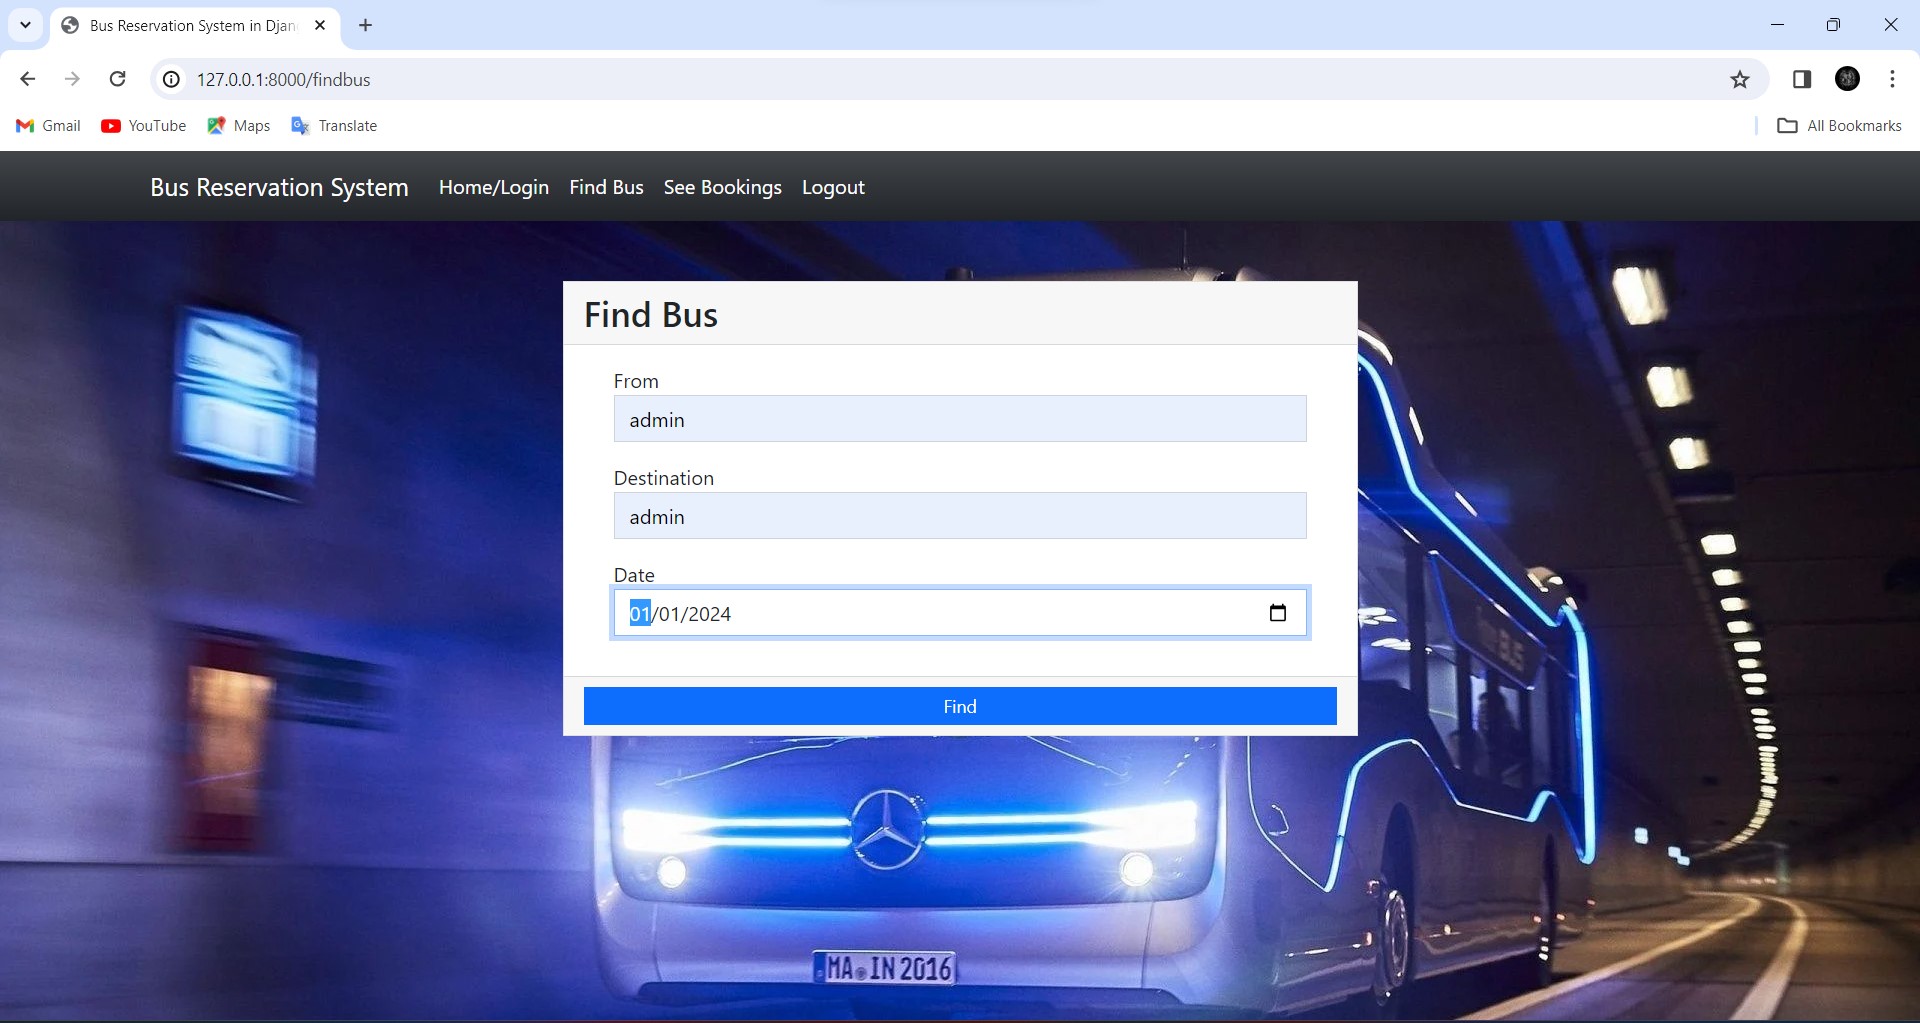 Bus Reservation System in Djan
127.0.0.1:8000/findbus
Gmail YouTube Maps Translate All Bookmarks
Bus Reservation System Home/Login Find Bus See Bookings Logout
Find Bus
From
admin
Destination
admin
Date
01/01/2024
Find
BUS
MA IN 2016